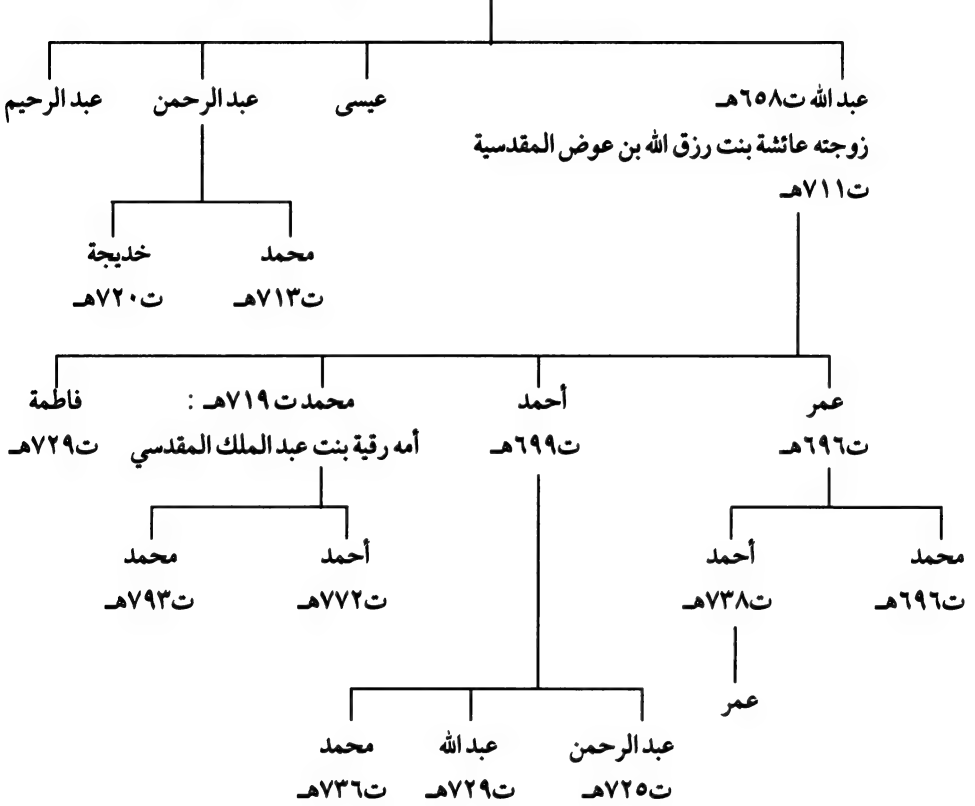 عبد الله ت٦٥٨هـ
عيسى
عبد الرحمن
عبد الرحيم
زوجته عائشة بنت رزق الله بن عوض المقدسية
ت٧١١هـ
محمد
خديجة
ت٧١٣هـ
ت٧٢٠هـ
عمر
أحمد
محمد ت٧١٩هـ :
فاطمة
ت٦٩٦هـ
ت٦٩٩هـ
أمه رقية بنت عبد الملك المقدسي
ت٧٢٩هـ
محمد
أحمد
أحمد
محمد
ت٦٩٦هـ
ت٧٣٨هـ
ت٧٧٢هـ
ت٧٩٣هـ
عمر
عبد الرحمن
عبد الله
محمد
ت٧٢٥هـ
ت٧٢٩هـ
ت٧٣٦هـ